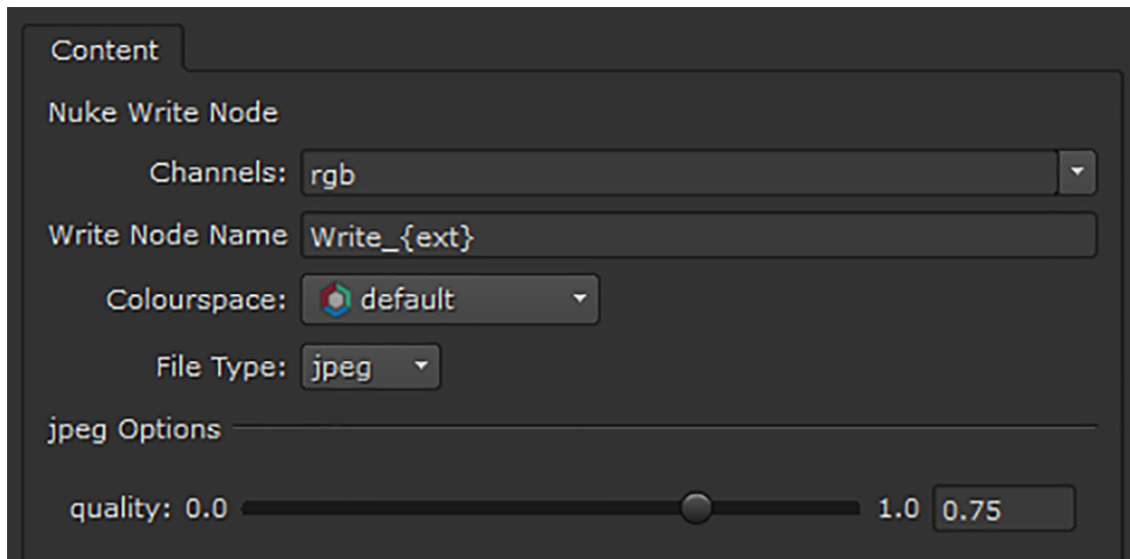 Content
Nuke Write Node
Channels: rgb
Write Node Name Write_{ext}
Colourspace: default
File Type: jpeg
jpeg Options
quality: 0.0 1.0 0.75